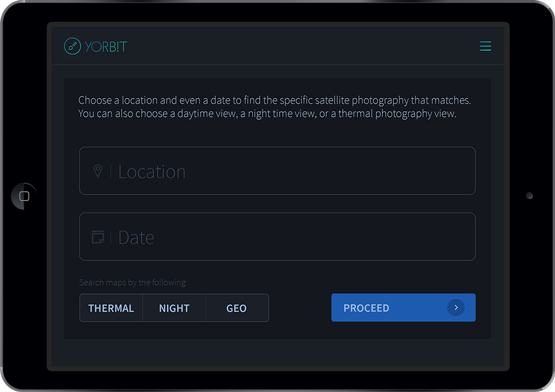 YORBIT
Choose a location and even a date to find the specific satellite photography that matches.
You can also choose a daytime view, a night time view, or a thermal photography view.
Location
Date
Search maps by the following:
THERMAL NIGHT GEO
PROCEED